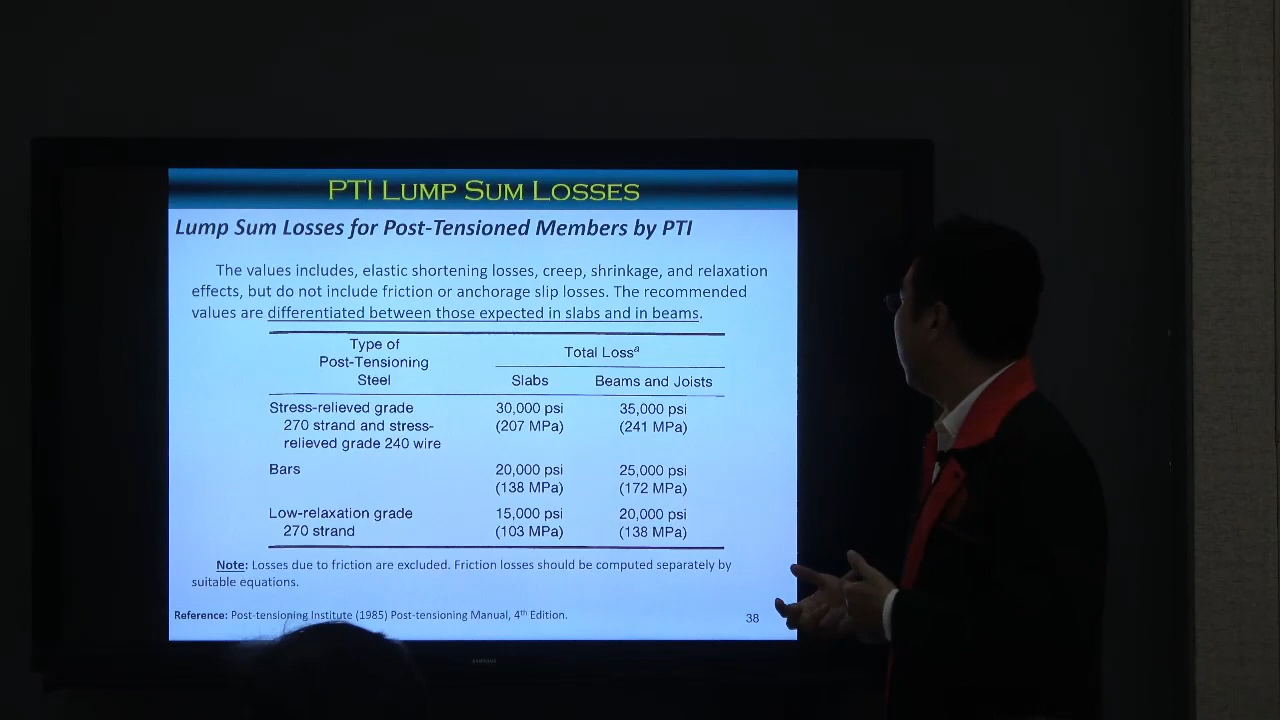 PTI LUMP SUM LOSSES
Lump Sum Losses for Post-Tensioned Members by PTI
The values includes, elastic shortening losses, creep, shrinkage, and relaxation
effects, but do not include friction or anchorage slip losses. The recommended
values are differentiated between those expected in slabs and in beams.
Type of
Post-Tensioning
Steel
Total Lossᵃ
Slabs
Beams and Joists
Stress-relieved grade
270 strand and stress-
relieved grade 240 wire
30,000 psi
(207 MPa)
35,000 psi
(241 MPa)
Bars
20,000 psi
(138 MPa)
25,000 psi
(172 MPa)
Low-relaxation grade
270 strand
15,000 psi
(103 MPa)
20,000 psi
(138 MPa)
Note: Losses due to friction are excluded. Friction losses should be computed separately by
suitable equations.
Reference: Post-tensioning Institute (1985) Post-tensioning Manual, 4th Edition.
38
SAMSUNG